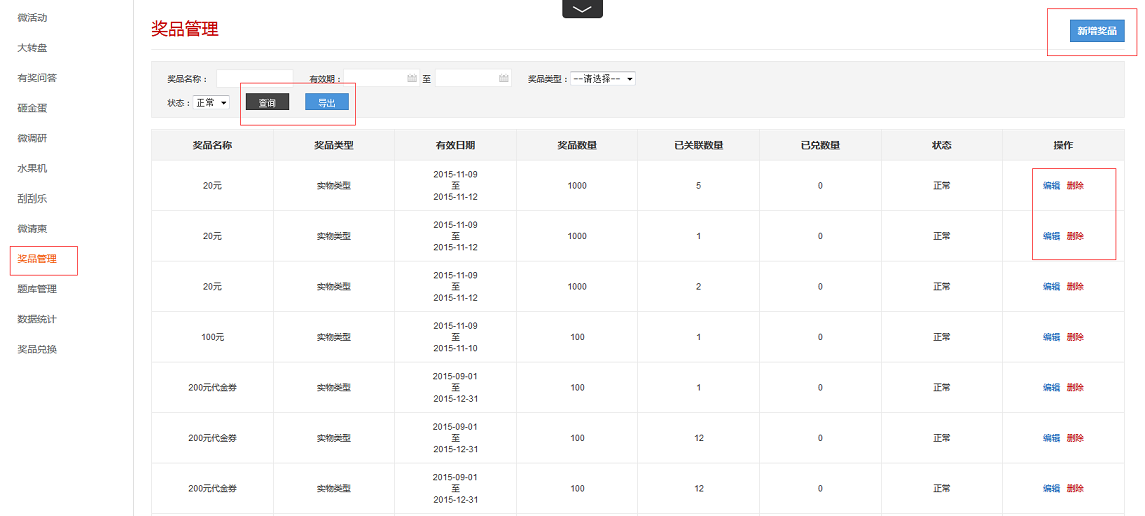 微活动
大转盘
有奖问答
砸金蛋
微调研
水果机
刮刮乐
微请柬
奖品管理
题库管理
数据统计
奖品兑换
奖品管理
新增奖品
奖品名称： 有效期： 至 奖品类型：--请选择--
状态：正常 查询 导出
奖品名称 奖品类型 有效日期 奖品数量 已关联数量 已兑数量 状态 操作
20元 实物类型 2015-11-09 至 2015-11-12 1000 5 0 正常 编辑 删除
20元 实物类型 2015-11-09 至 2015-11-12 1000 1 0 正常 编辑 删除
20元 实物类型 2015-11-09 至 2015-11-12 1000 2 0 正常 编辑 删除
100元 实物类型 2015-11-09 至 2015-11-10 100 1 0 正常 编辑 删除
200元代金券 实物类型 2015-09-01 至 2015-12-31 100 1 0 正常 编辑 删除
200元代金券 实物类型 2015-09-01 至 2015-12-31 100 12 0 正常 编辑 删除
200元代金券 实物类型 2015-09-01 至 2015-12-31 100 12 0 正常 编辑 删除